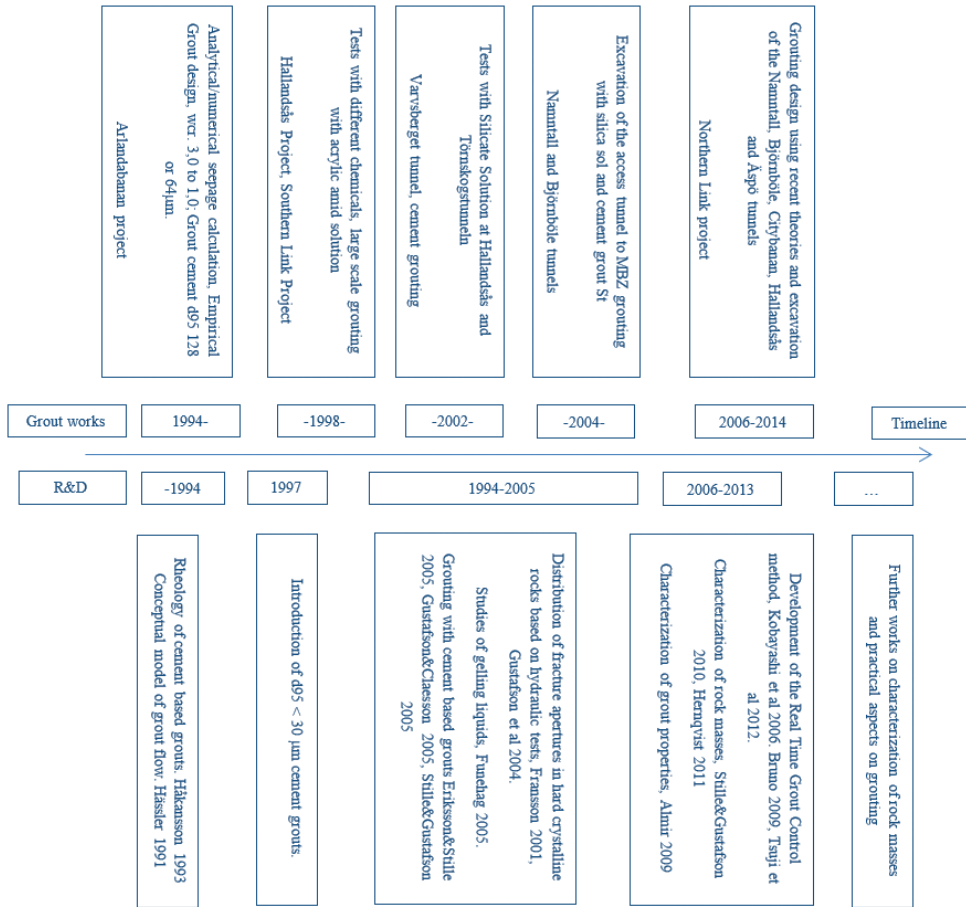 Analytical/numerical seepage calculation, Empirical
Grout design, wcr. 3,0 to 1,0; Grout cement d95 128
or 64μm.
Arlandabanan project
Tests with different chemicals, large scale grouting
with acrylic amid solution
Hallandsås Project, Southern Link Project
Tests with Silicate Solution at Hallandsås and
Törnskogstunneln
Varvsberget tunnel, cement grouting
Excavation of the access tunnel to MBZ grouting
with silica sol and cement grout St
Namntall and Björnböle tunnels
Grouting design using recent theories and excavation
of the Namntall, Björnböle, Citybanan, Hallandsås
and Äspö tunnels
Northern Link project
Grout works
1994-
-1998-
-2002-
-2004-
2006-2014
Timeline
R&D
-1994
1997
1994-2005
2006-2013
...
Rheology of cement based grouts. Håkansson 1993
Conceptual model of grout flow. Hässler 1991
Introduction of d95 < 30 μm cement grouts.
Distribution of fracture apertures in hard crystalline
rocks based on hydraulic tests, Fransson 2001,
Gustafson et al 2004.
Studies of gelling liquids, Funehag 2005.
Grouting with cement based grouts Eriksson&Stille
2005, Gustafson&Claesson 2005, Stille&Gustafson
2005
Development of the Real Time Grout Control
method, Kobayashi et al 2006. Bruno 2009, Tsuji et
al 2012.
Characterization of rock masses, Stille&Gustafson
2010, Hernqvist 2011
Characterization of grout properties, Almir 2009
Further works on characterization of rock masses
and practical aspects on grouting